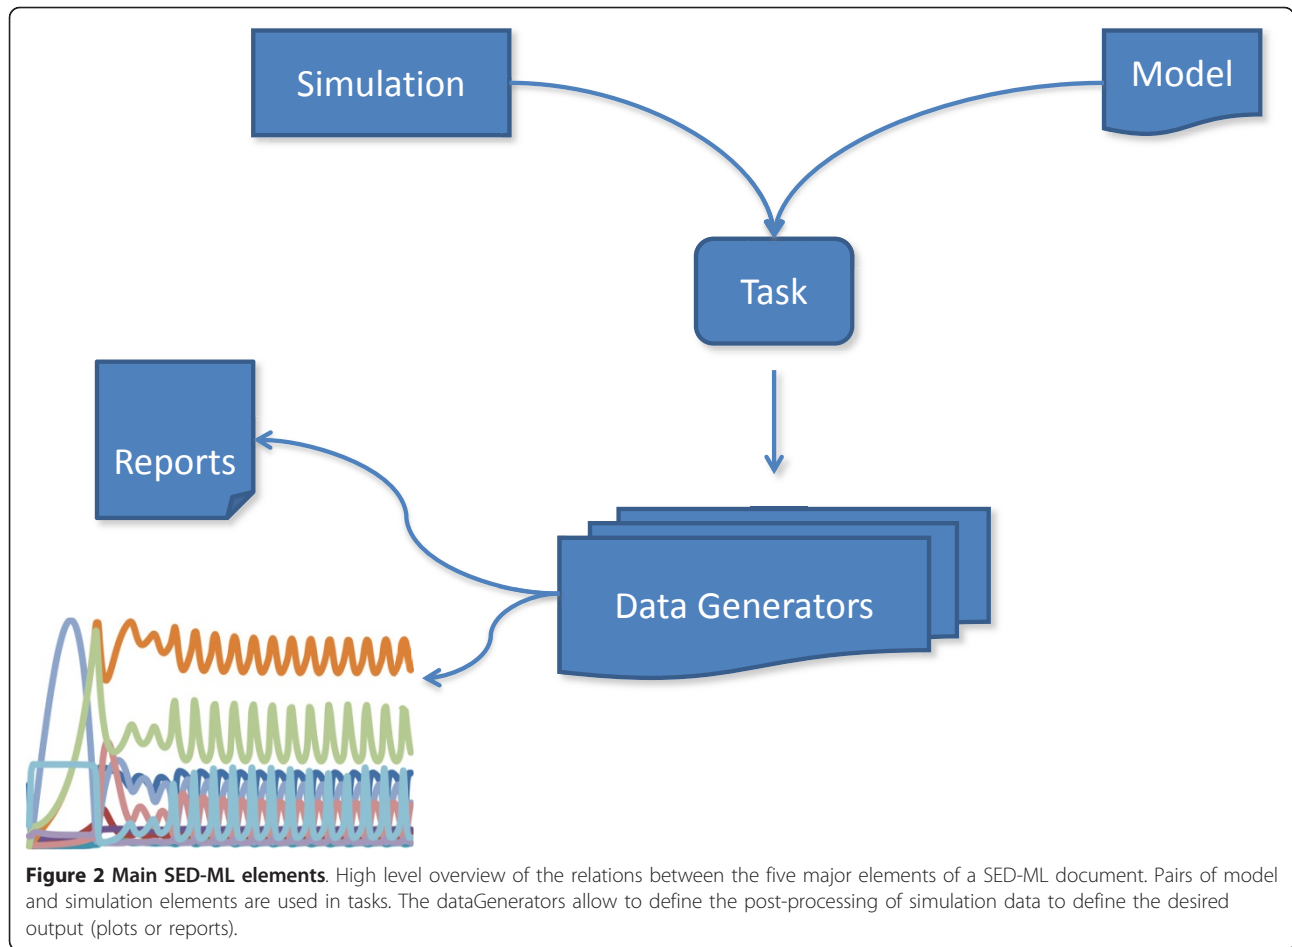 Simulation
Model
Task
Reports
Data Generators
Figure 2 Main SED-ML elements. High level overview of the relations between the five major elements of a SED-ML document. Pairs of model
and simulation elements are used in tasks. The dataGenerators allow to define the post-processing of simulation data to define the desired
output (plots or reports).